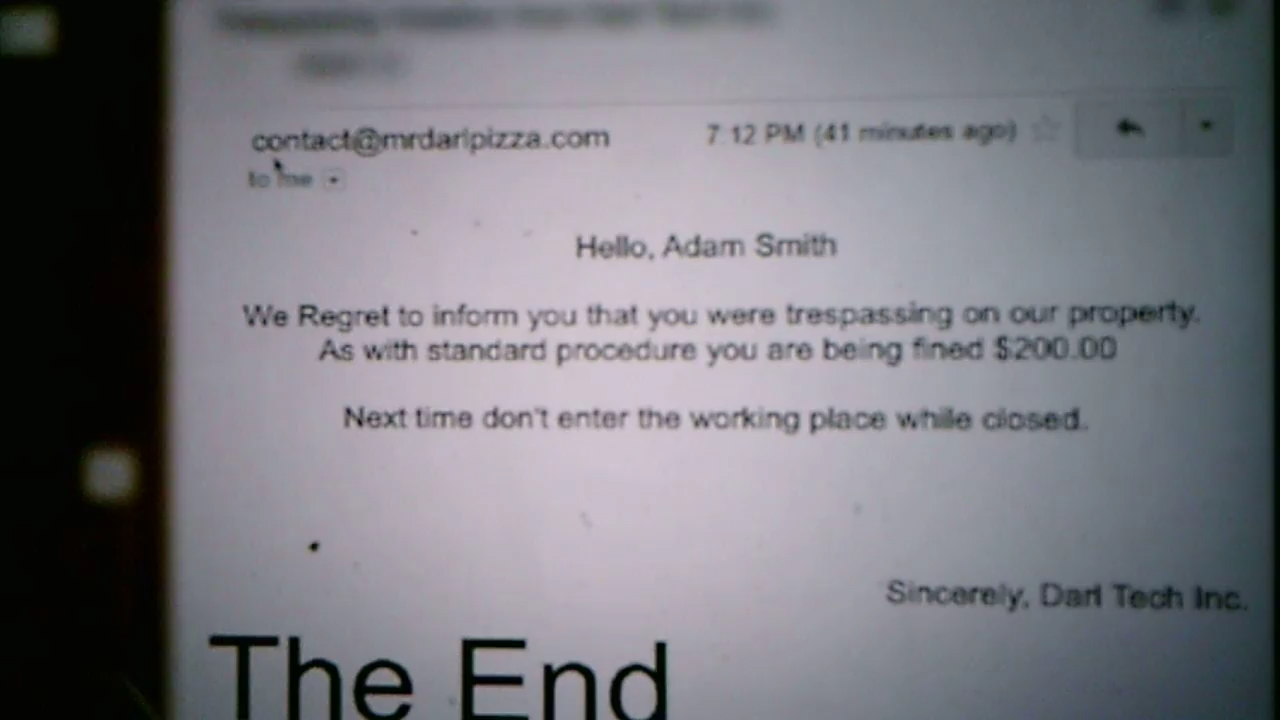 contact@mrdarlpizza.com 7:12 PM (41 minutes ago)
to me
Hello, Adam Smith
We Regret to inform you that you were trespassing on our property.
As with standard procedure you are being fined $200.00
Next time don't enter the working place while closed.
Sincerely, Darl Tech Inc.
The End